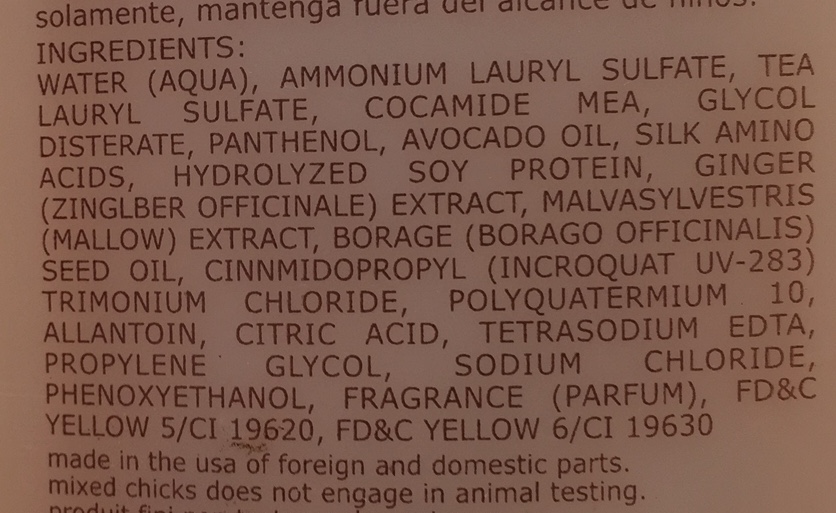 solamente, mantenga fuera del alcance de niños.
INGREDIENTS:
WATER (AQUA), AMMONIUM LAURYL SULFATE, TEA
LAURYL SULFATE, COCAMIDE MEA, GLYCOL
DISTERATE, PANTHENOL, AVOCADO OIL, SILK AMINO
ACIDS, HYDROLYZED SOY PROTEIN, GINGER
(ZINGLBER OFFICINALE) EXTRACT, MALVASYLVESTRIS
(MALLOW) EXTRACT, BORAGE (BORAGO OFFICINALIS)
SEED OIL, CINNMIDOPROPYL (INCROQUAT UV-283)
TRIMONIUM CHLORIDE, POLYQUATERMIUM 10,
ALLANTOIN, CITRIC ACID, TETRASODIUM EDTA,
PROPYLENE GLYCOL, SODIUM CHLORIDE,
PHENOXYETHANOL, FRAGRANCE (PARFUM), FD&C
YELLOW 5/CI 19620, FD&C YELLOW 6/CI 19630
made in the usa of foreign and domestic parts.
mixed chicks does not engage in animal testing.